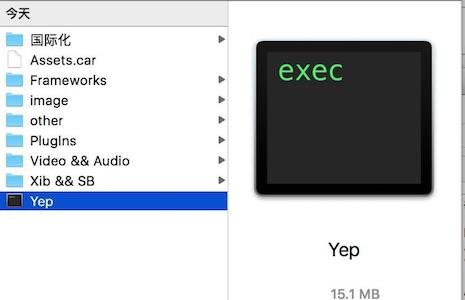 今天
国际化
Assets.car
Frameworks
image
other
PlugIns
Video && Audio
Xib && SB
Yep
exec
Yep
15.1 MB